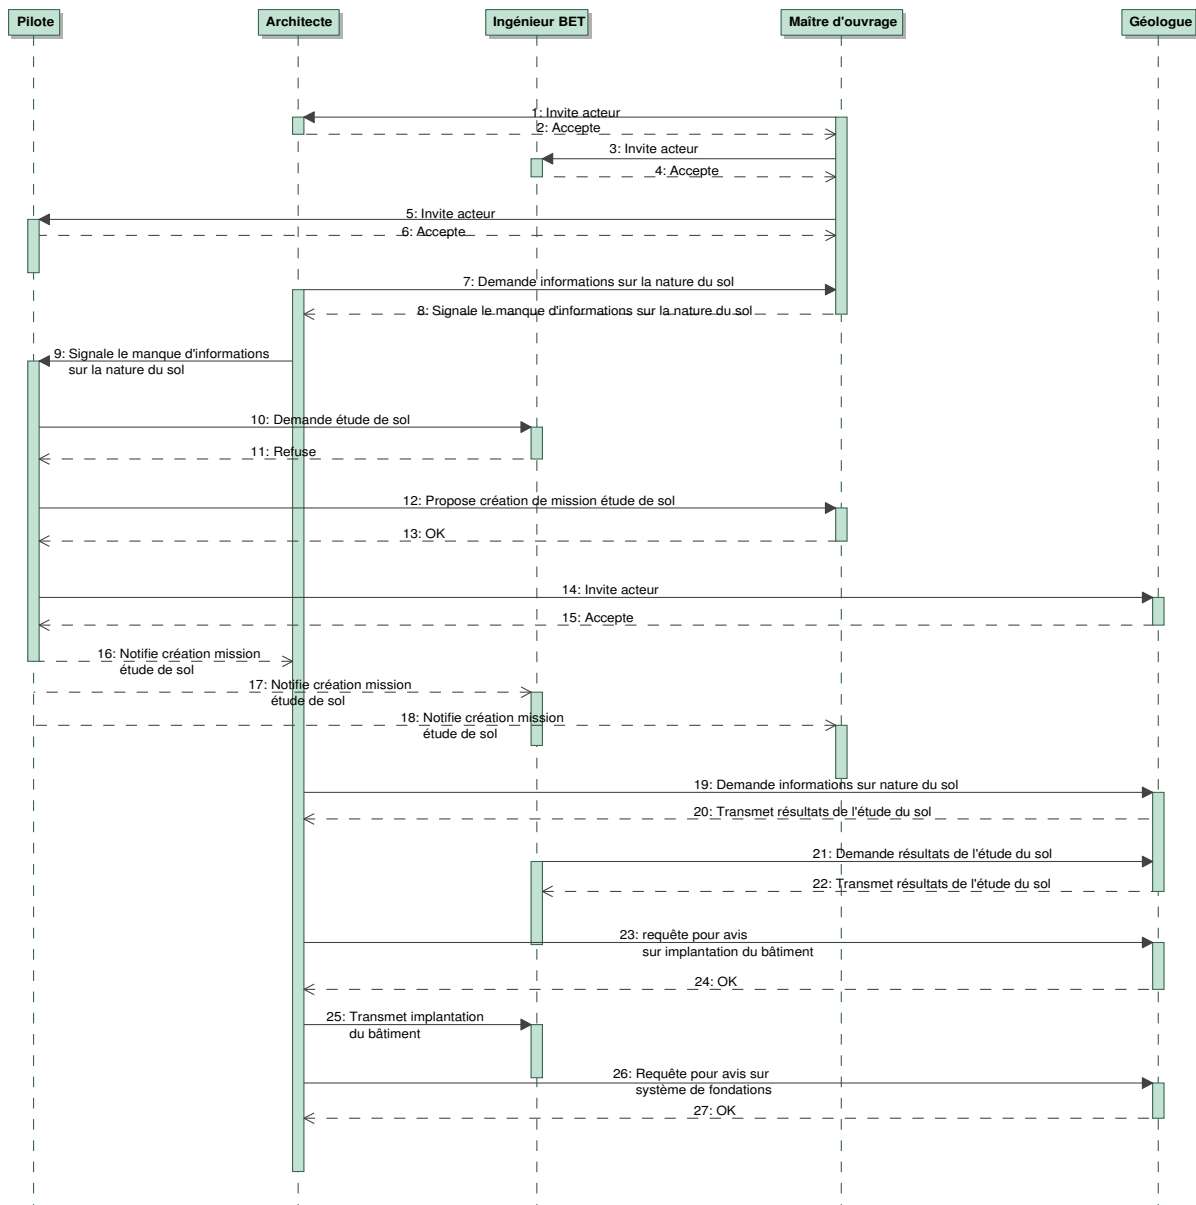 Pilote
Architecte
Ingénieur BET
Maître d'ouvrage
Géologue
1: Invite acteur
2: Accepte
3: Invite acteur
4: Accepte
5: Invite acteur
6: Accepte
7: Demande informations sur la nature du sol
8: Signale le manque d'informations sur la nature du sol
9: Signale le manque d'informations
sur la nature du sol
10: Demande étude de sol
11: Refuse
12: Propose création de mission étude de sol
13: OK
14: Invite acteur
15: Accepte
16: Notifie création mission
étude de sol
17: Notifie création mission
étude de sol
18: Notifie création mission
étude de sol
19: Demande informations sur nature du sol
20: Transmet résultats de l'étude du sol
21: Demande résultats de l'étude du sol
22: Transmet résultats de l'étude du sol
23: requête pour avis
sur implantation du bâtiment
24: OK
25: Transmet implantation
du bâtiment
26: Requête pour avis sur
système de fondations
27: OK